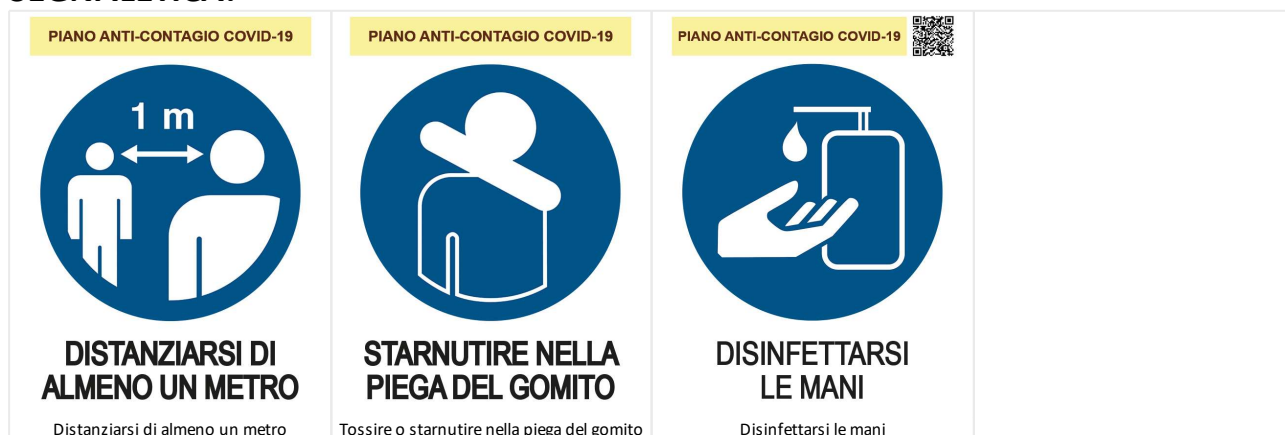 PIANO ANTI-CONTAGIO COVID-19
1 m
DISTANZIARSI DI
ALMENO UN METRO
Distanziarsi di almeno un metro
PIANO ANTI-CONTAGIO COVID-19
STARNUTIRE NELLA
PIEGA DEL GOMITO
Tossire o starnutire nella piega del gomito
PIANO ANTI-CONTAGIO COVID-19
DISINFETTARSI
LE MANI
Disinfettarsi le mani